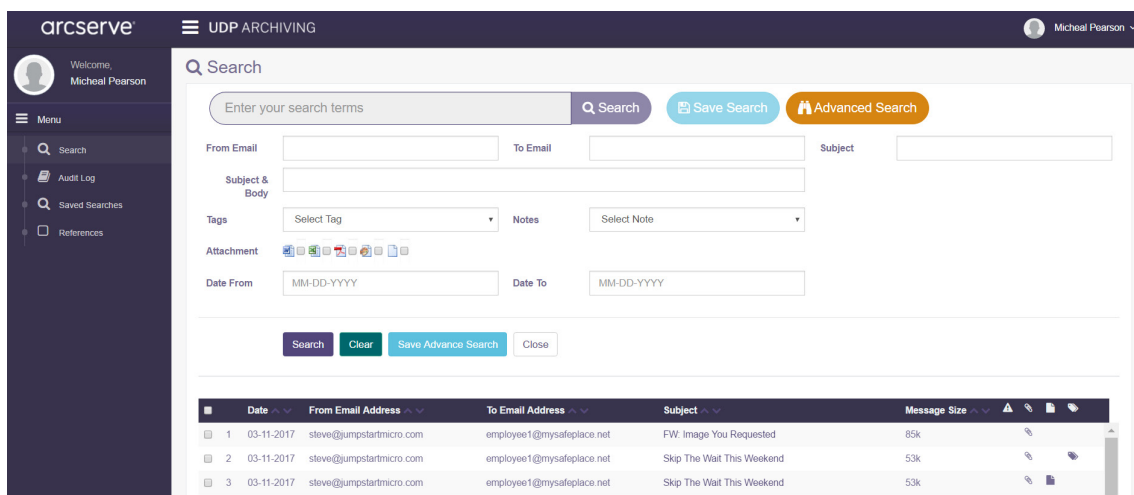 arcserve
UDP ARCHIVING
Micheal Pearson
Welcome,
Micheal Pearson
Menu
Search
Audit Log
Saved Searches
References
Search
Enter your search terms
Search
Save Search
Advanced Search
From Email
To Email
Subject
Subject &
Body
Tags
Select Tag
Notes
Select Note
Attachment
Date From
MM-DD-YYYY
Date To
MM-DD-YYYY
Search
Clear
Save Advance Search
Close
Date From Email Address To Email Address Subject Message Size
1 03-11-2017 steve@jumpstartmicro.com employee1@mysafeplace.net FW: Image You Requested 85k
2 03-11-2017 steve@jumpstartmicro.com employee1@mysafeplace.net Skip The Wait This Weekend 53k
3 03-11-2017 steve@jumpstartmicro.com employee1@mysafeplace.net Skip The Wait This Weekend 53k